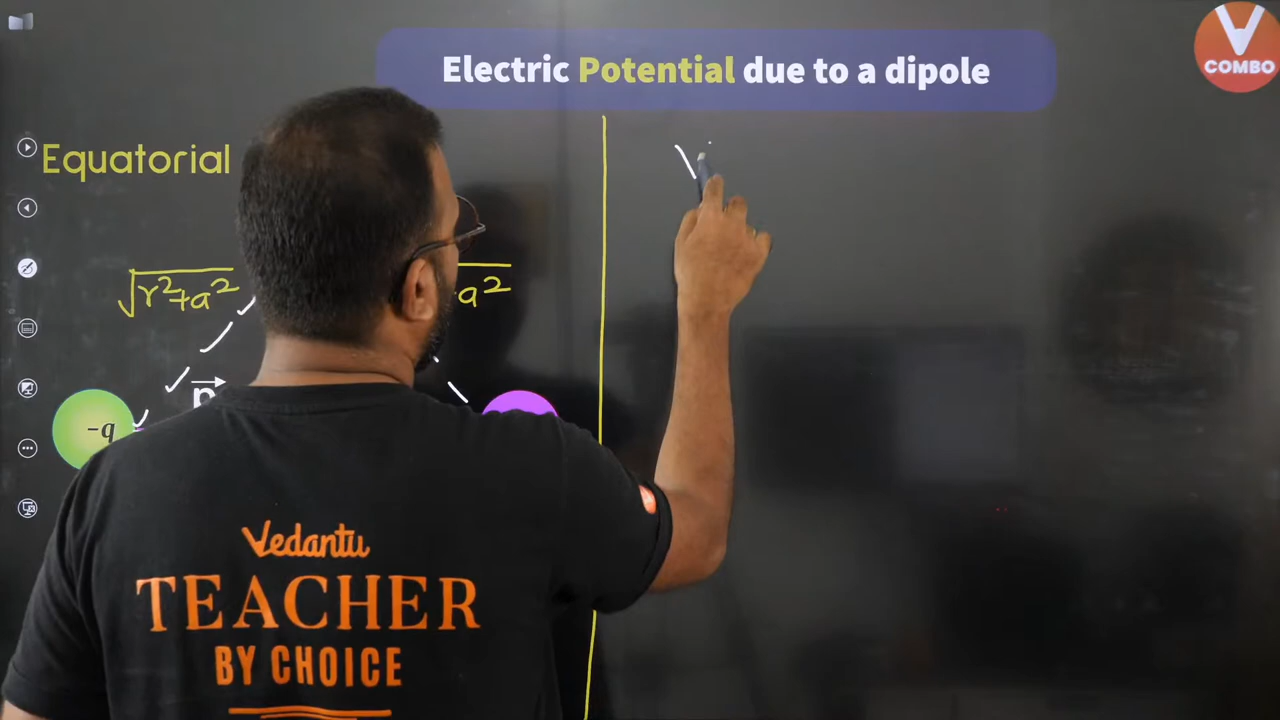 Electric Potential due to a dipole
COMBO
Equatorial
√r²+a²
a²
p
-q
Vedantu
TEACHER
BY CHOICE